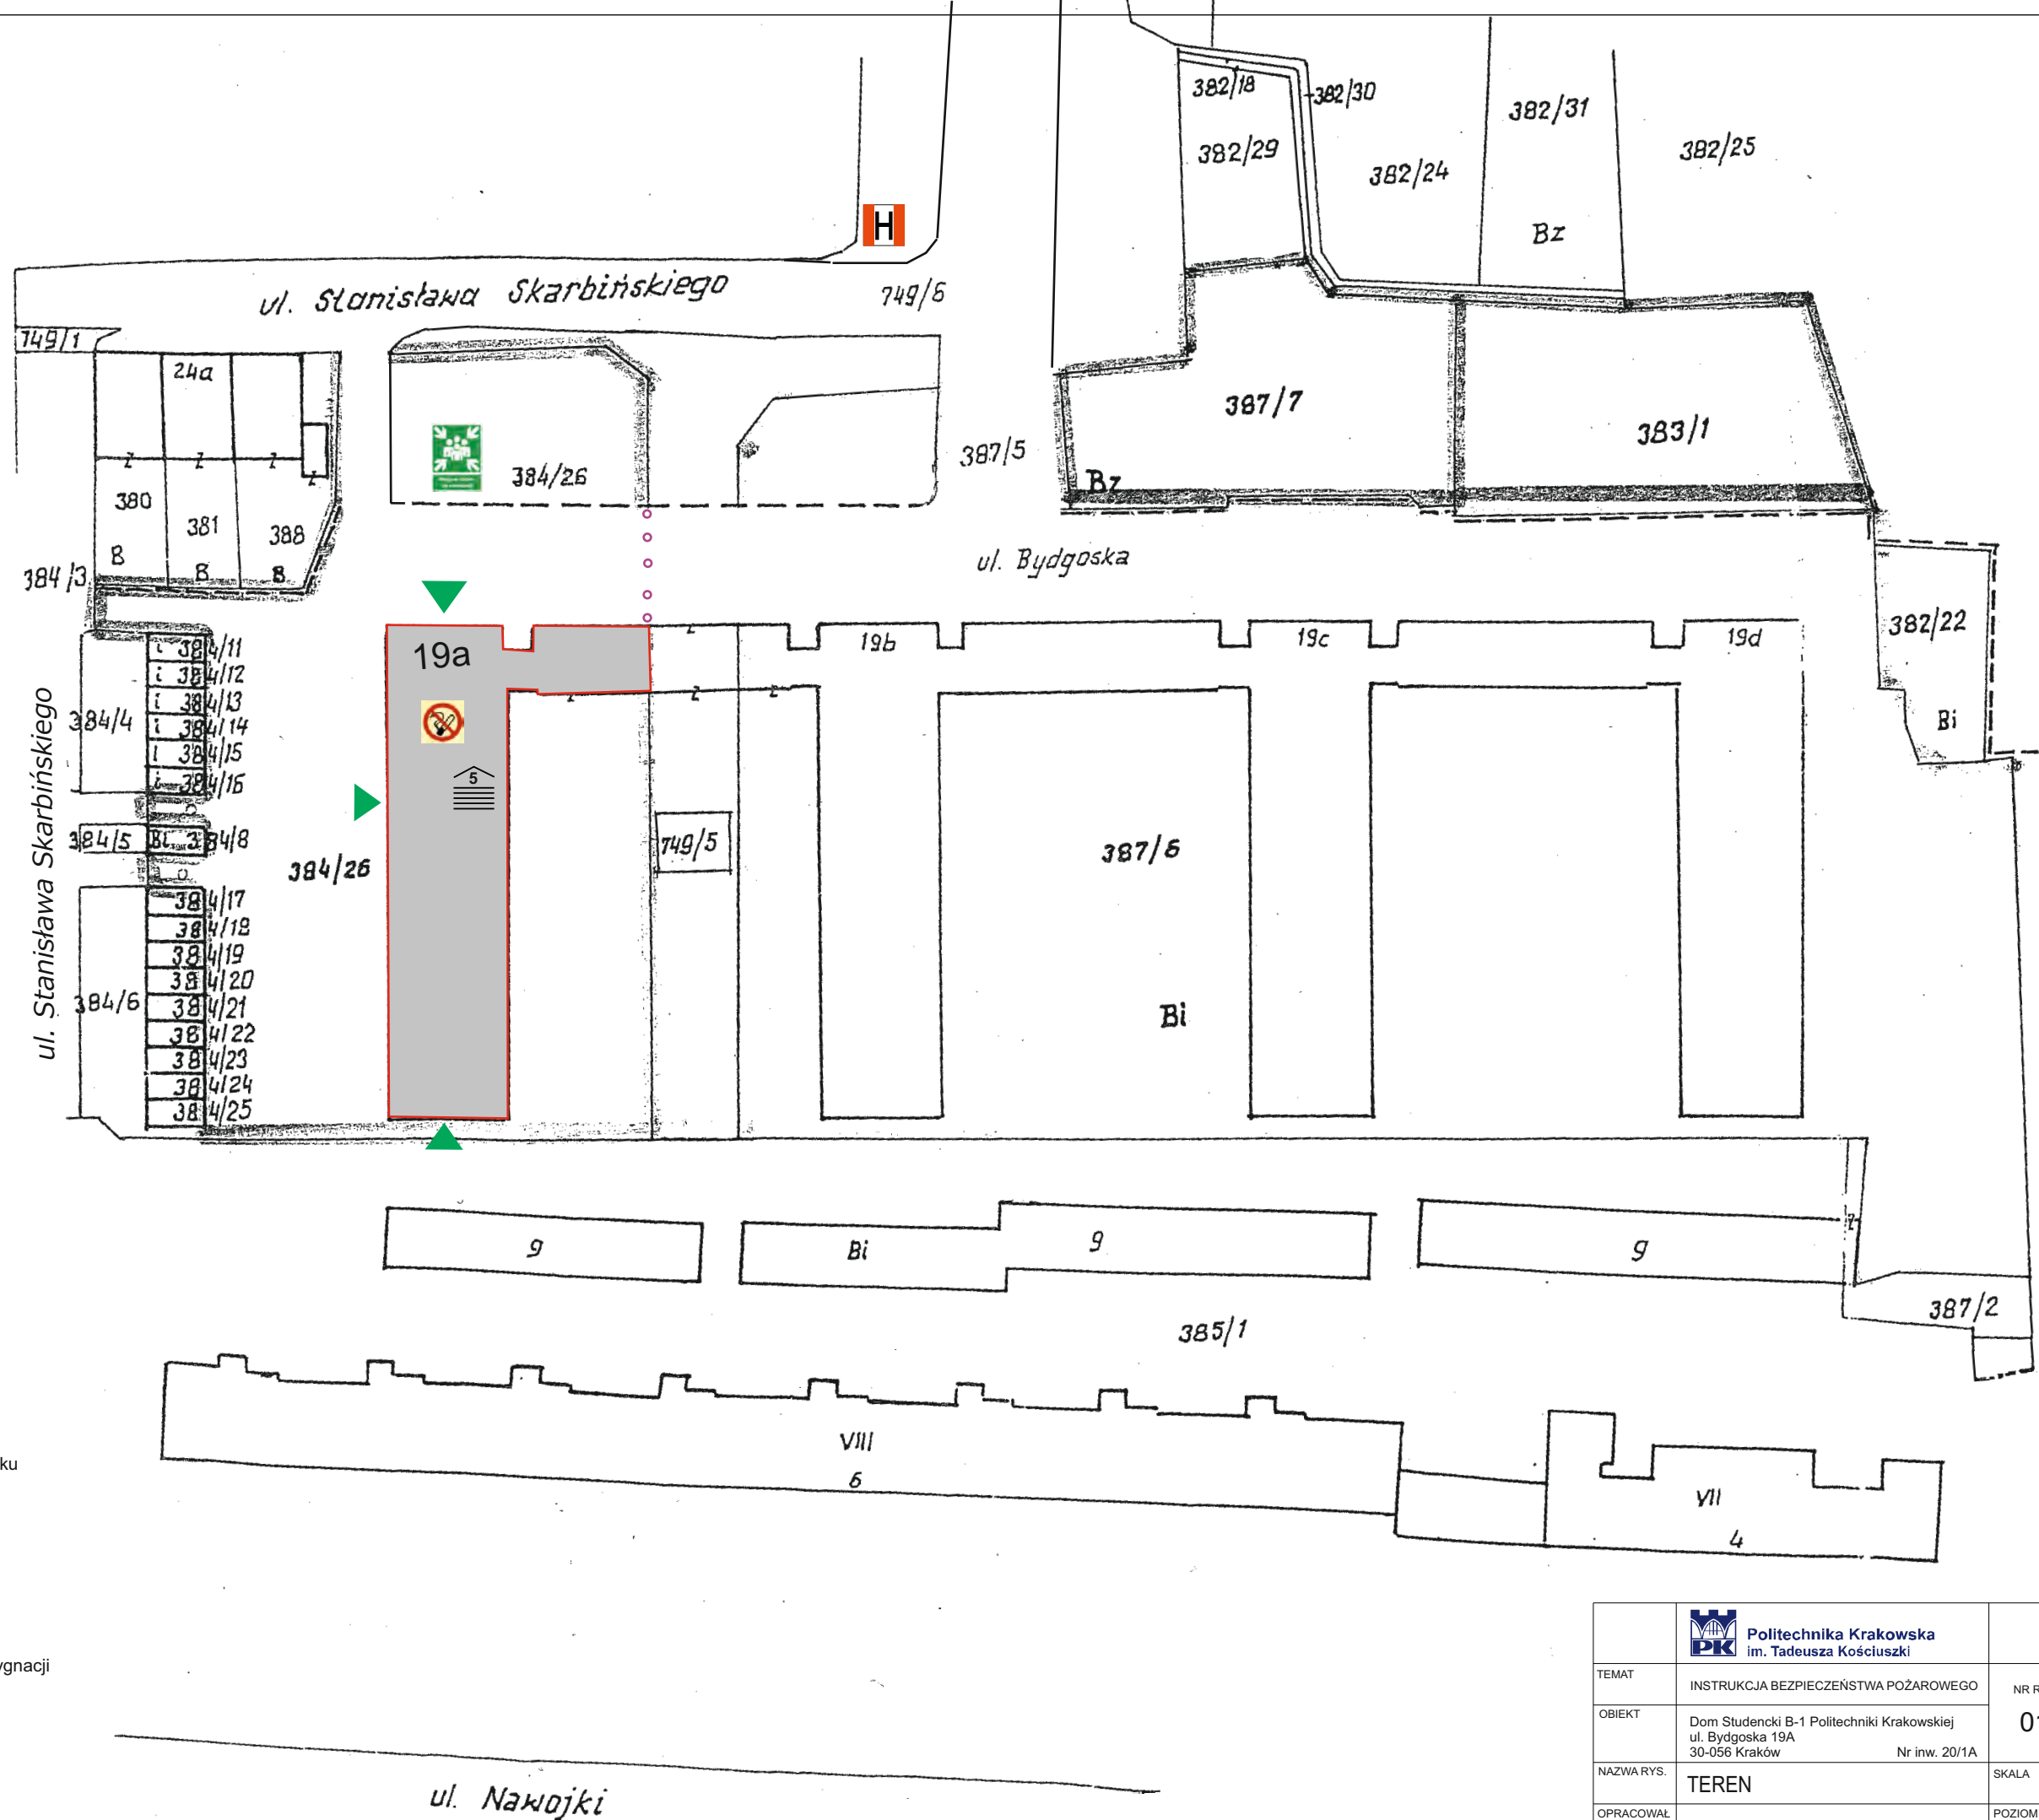 382/18
382/30
382/31
382/29
382/24
382/25
Bz
H
ul. Stanisława Skarbińskiego
749/6
749/1
24a
387/7
383/1
z z z z
384/26
387/5
Bz
380
381
388
B
B
B
384/3
ul. Bydgoska
382/22
Bi
19a
z
19b
19c
19d
z z z
i 384/11
i 384/12
i 384/13
384/4
i 384/14
i 384/15
i 384/16
5
384/5
Bi 384/8
749/5
387/6
384/26
ul. Stanisława Skarbińskiego
384/17
384/18
384/19
384/20
384/6
384/21
384/22
384/23
384/24
384/25
Bi
z
g
Bi
g
g
387/2
385/1
VIII
6
VII
4
ku
ygnacji
ul. Nawojki
PK
Politechnika Krakowska
im. Tadeusza Kościuszki
TEMAT
INSTRUKCJA BEZPIECZEŃSTWA POŻAROWEGO
NR R
01
OBIEKT
Dom Studencki B-1 Politechniki Krakowskiej
ul. Bydgoska 19A
30-056 Kraków Nr inw. 20/1A
NAZWA RYS.
TEREN
SKALA
OPRACOWAŁ
POZIOM